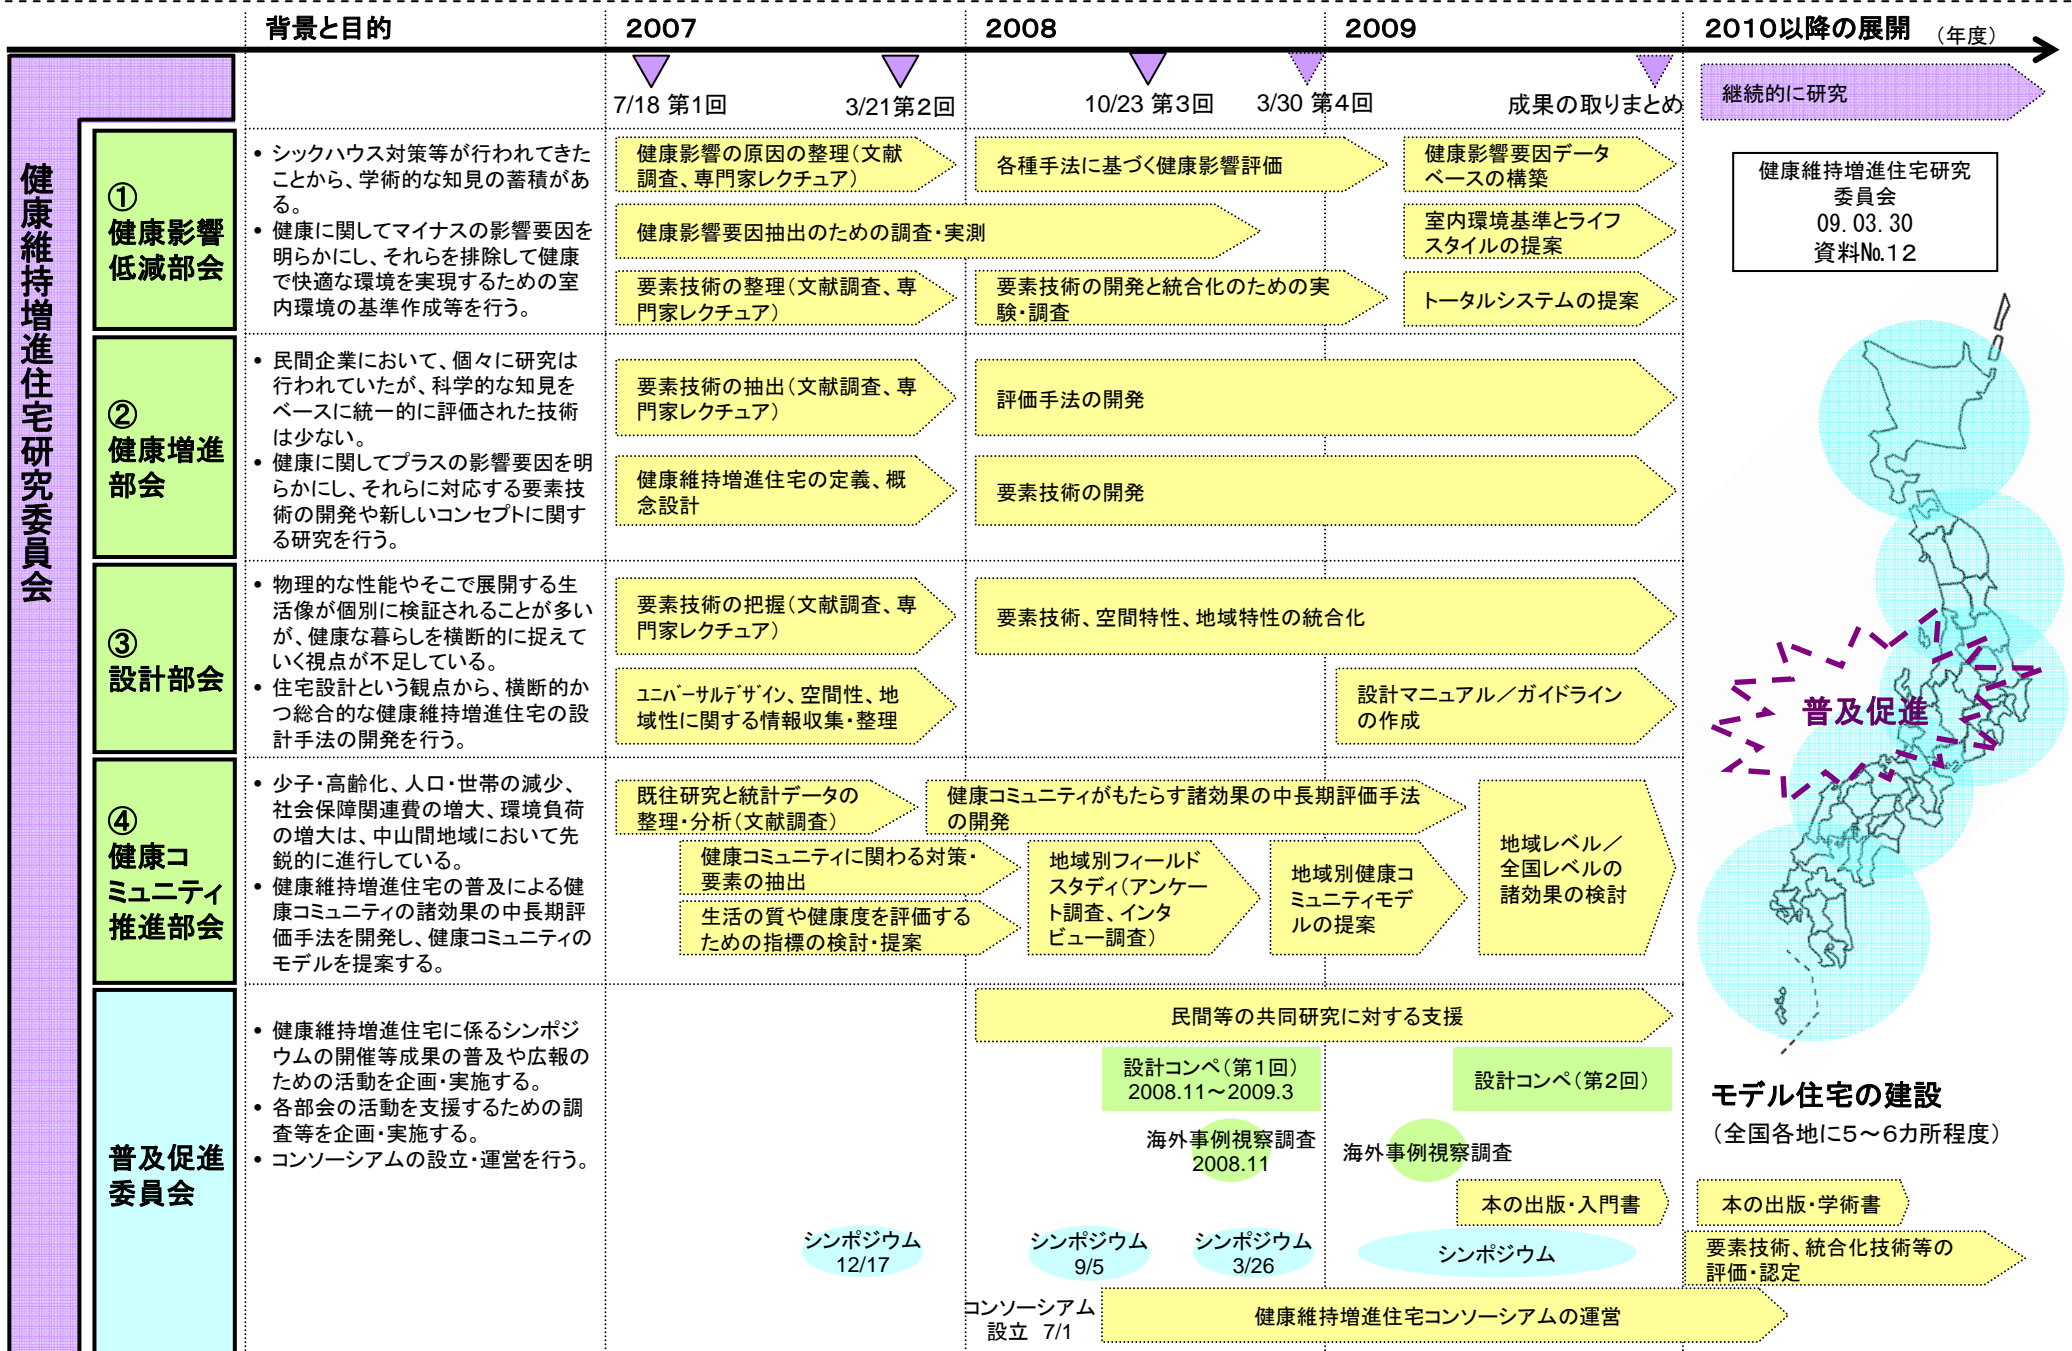 背景と目的
2007
2008
2009
2010以降の展開 （年度）
7/18 第1回
3/21第2回
10/23 第3回
3/30 第4回
成果の取りまとめ
継続的に研究
健康維持増進住宅研究
委員会
09.03.30
資料No.12
健康維持増進住宅研究委員会
①
健康影響
低減部会
• シックハウス対策等が行われてきた
ことから、学術的な知見の蓄積があ
る。
• 健康に関してマイナスの影響要因を
明らかにし、それらを排除して健康
で快適な環境を実現するための室
内環境の基準作成等を行う。
健康影響の原因の整理（文献
調査、専門家レクチュア）
各種手法に基づく健康影響評価
健康影響要因データ
ベースの構築
健康影響要因抽出のための調査・実測
室内環境基準とライフ
スタイルの提案
要素技術の整理（文献調査、専
門家レクチュア）
要素技術の開発と統合化のための実
験・調査
トータルシステムの提案
②
健康増進
部会
• 民間企業において、個々に研究は
行われていたが、科学的な知見を
ベースに統一的に評価された技術
は少ない。
• 健康に関してプラスの影響要因を明
らかにし、それらに対応する要素技
術の開発や新しいコンセプトに関す
る研究を行う。
要素技術の抽出（文献調査、専
門家レクチュア）
評価手法の開発
健康維持増進住宅の定義、概
念設計
要素技術の開発
③
設計部会
• 物理的な性能やそこで展開する生
活像が個別に検証されることが多い
が、健康な暮らしを横断的に捉えて
いく視点が不足している。
• 住宅設計という観点から、横断的か
つ総合的な健康維持増進住宅の設
計手法の開発を行う。
要素技術の把握（文献調査、専
門家レクチュア）
要素技術、空間特性、地域特性の統合化
ﾕﾆﾊﾞｰｻﾙﾃﾞｻﾞｲﾝ、空間性、地
域性に関する情報収集・整理
設計マニュアル／ガイドライン
の作成
普及促進
④
健康コ
ミュニティ
推進部会
• 少子・高齢化、人口・世帯の減少、
社会保障関連費の増大、環境負荷
の増大は、中山間地域において先
鋭的に進行している。
• 健康維持増進住宅の普及による健
康コミュニティの諸効果の中長期評
価手法を開発し、健康コミュニティの
モデルを提案する。
既往研究と統計データの
整理・分析（文献調査）
健康コミュニティがもたらす諸効果の中長期評価手法
の開発
健康コミュニティに関わる対策・
要素の抽出
生活の質や健康度を評価する
ための指標の検討・提案
地域別フィールド
スタディ（アンケー
ト調査、インタ
ビュー調査）
地域別健康コ
ミュニティモデ
ルの提案
地域レベル／
全国レベルの
諸効果の検討
普及促進
委員会
• 健康維持増進住宅に係るシンポジ
ウムの開催等成果の普及や広報の
ための活動を企画・実施する。
• 各部会の活動を支援するための調
査等を企画・実施する。
• コンソーシアムの設立・運営を行う。
民間等の共同研究に対する支援
設計コンペ（第1回）
2008.11～2009.3
設計コンペ（第2回）
海外事例視察調査
2008.11
海外事例視察調査
本の出版・入門書
シンポジウム
12/17
シンポジウム
9/5
シンポジウム
3/26
シンポジウム
コンソーシアム
設立 7/1
健康維持増進住宅コンソーシアムの運営
モデル住宅の建設
（全国各地に5～6カ所程度）
本の出版・学術書
要素技術、統合化技術等の
評価・認定